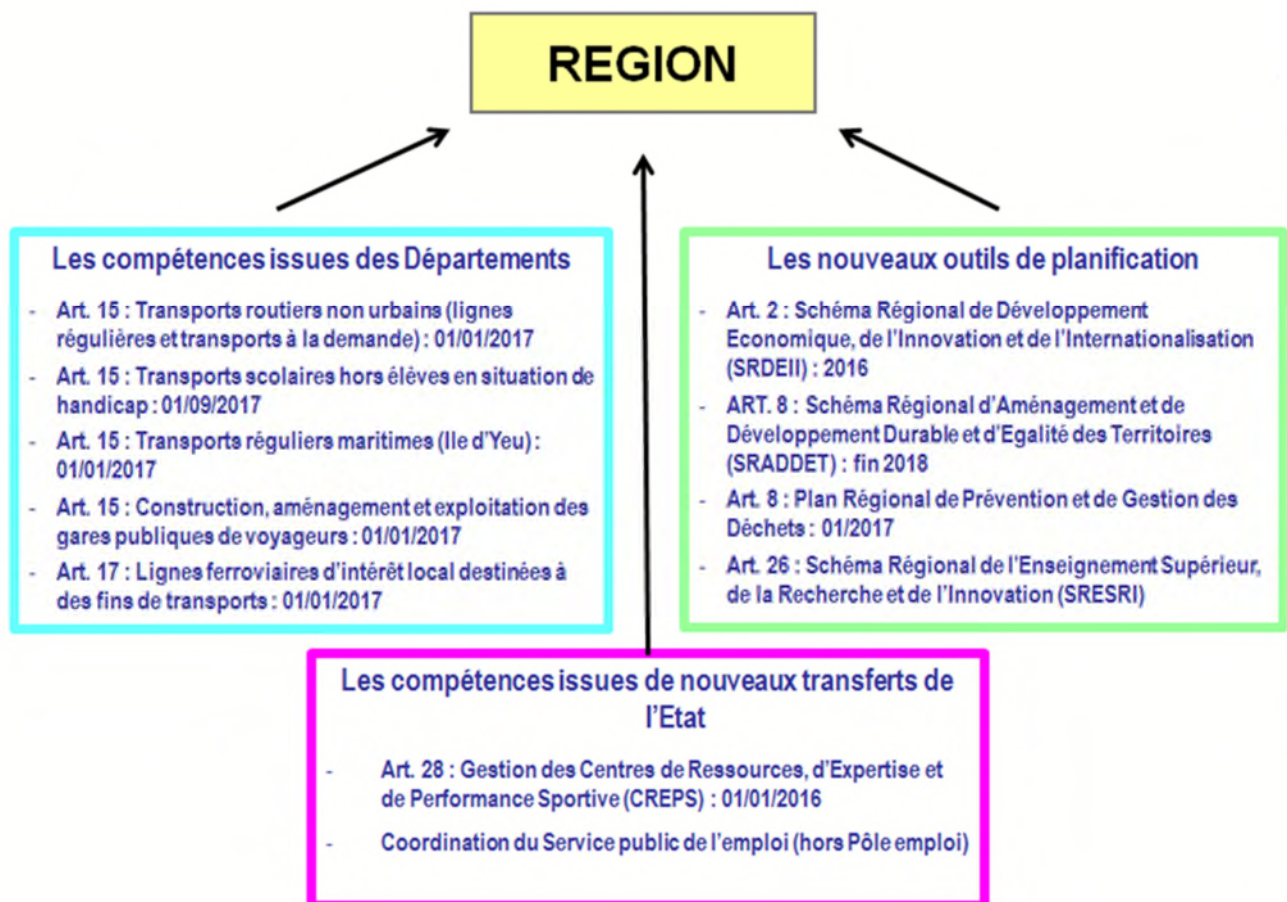 REGION
Les compétences issues des Départements
- Art. 15 : Transports routiers non urbains (lignes
régulières et transports à la demande) : 01/01/2017
- Art. 15 : Transports scolaires hors élèves en situation de
handicap : 01/09/2017
- Art. 15 : Transports réguliers maritimes (Ile d'Yeu) :
01/01/2017
- Art. 15 : Construction, aménagement et exploitation des
gares publiques de voyageurs : 01/01/2017
- Art. 17 : Lignes ferroviaires d'intérêt local destinées à
des fins de transports : 01/01/2017
Les nouveaux outils de planification
- Art. 2 : Schéma Régional de Développement
Economique, de l'Innovation et de l'Internationalisation
(SRDEII) : 2016
- ART. 8 : Schéma Régional d'Aménagement et de
Développement Durable et d'Egalité des Territoires
(SRADDET) : fin 2018
- Art. 8 : Plan Régional de Prévention et de Gestion des
Déchets : 01/2017
- Art. 26 : Schéma Régional de l'Enseignement Supérieur,
de la Recherche et de l'Innovation (SRESRI)
Les compétences issues de nouveaux transferts de
l'Etat
- Art. 28 : Gestion des Centres de Ressources, d'Expertise et
de Performance Sportive (CREPS) : 01/01/2016
- Coordination du Service public de l'emploi (hors Pôle emploi)